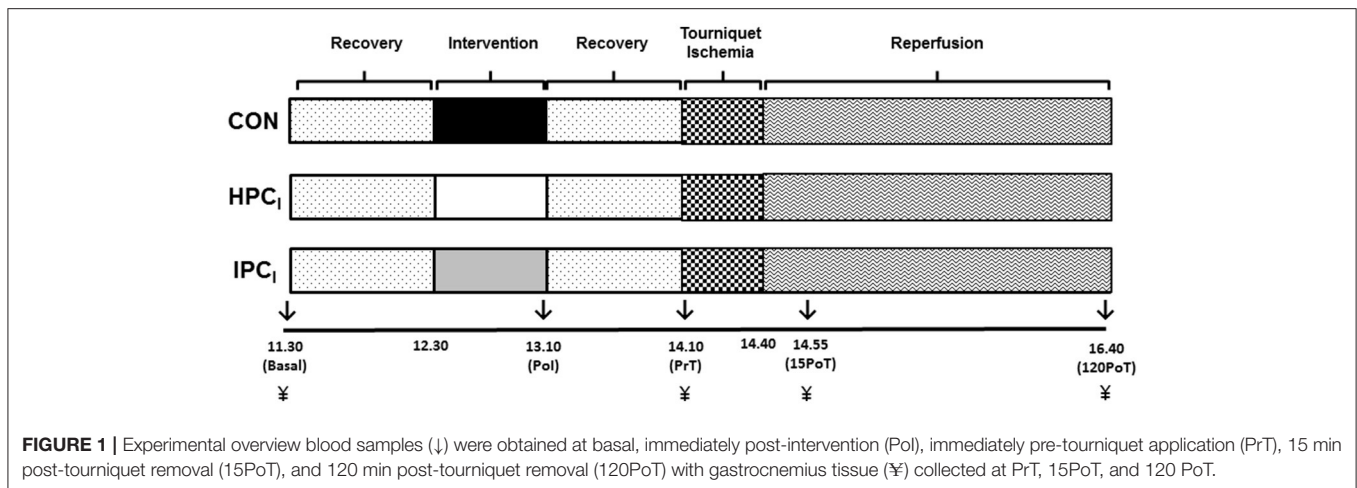 Recovery Intervention Recovery Tourniquet Ischemia Reperfusion
CON
HPCI
IPCI
↓ ↓ ↓ ↓ ↓
11.30 12.30 13.10 14.10 14.40 14.55 16.40
(Basal) (PoI) (PrT) (15PoT) (120PoT)
¥ ¥ ¥ ¥
FIGURE 1 | Experimental overview blood samples (↓) were obtained at basal, immediately post-intervention (PoI), immediately pre-tourniquet application (PrT), 15 min
post-tourniquet removal (15PoT), and 120 min post-tourniquet removal (120PoT) with gastrocnemius tissue (¥) collected at PrT, 15PoT, and 120 PoT.